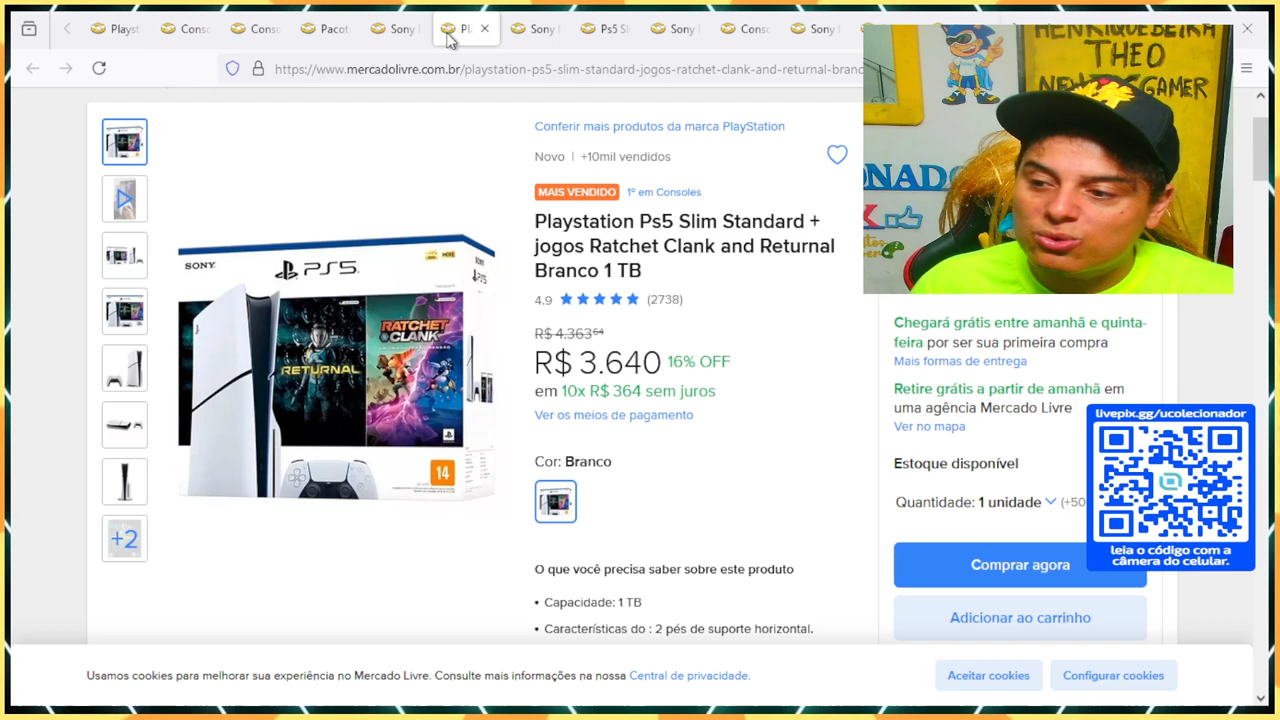 Playst
Conso
Conso
Pacot
Sony
Pl
Sony
Ps5 Sl
Sony
Conso
Sony
https://www.mercadolivre.com.br/playstation-ps5-slim-standard-jogos-ratchet-clank-and-returnal-branc
HENRIQUEBEIRA
THEO
GAMER
Conferir mais produtos da marca PlayStation
Novo | +10mil vendidos
MAIS VENDIDO 1º em Consoles
Playstation Ps5 Slim Standard +
jogos Ratchet Clank and Returnal
Branco 1 TB
4.9 (2738)
R$ 4.363,64
R$ 3.640 16% OFF
em 10x R$ 364 sem juros
Ver os meios de pagamento
SONY
PS5
RETURNAL
RATCHET
CLANK
14
+2
Cor: Branco
O que você precisa saber sobre este produto
• Capacidade: 1 TB
• Características do : 2 pés de suporte horizontal.
Chegará grátis entre amanhã e quinta-
feira por ser sua primeira compra
Mais formas de entrega
Retire grátis a partir de amanhã em
uma agência Mercado Livre
Ver no mapa
Estoque disponível
Quantidade: 1 unidade (+50
Comprar agora
Adicionar ao carrinho
livepix.gg/ucolecionador
leia o código com a
câmera do celular.
Usamos cookies para melhorar sua experiência no Mercado Livre. Consulte mais informações na nossa Central de privacidade.
Aceitar cookies
Configurar cookies